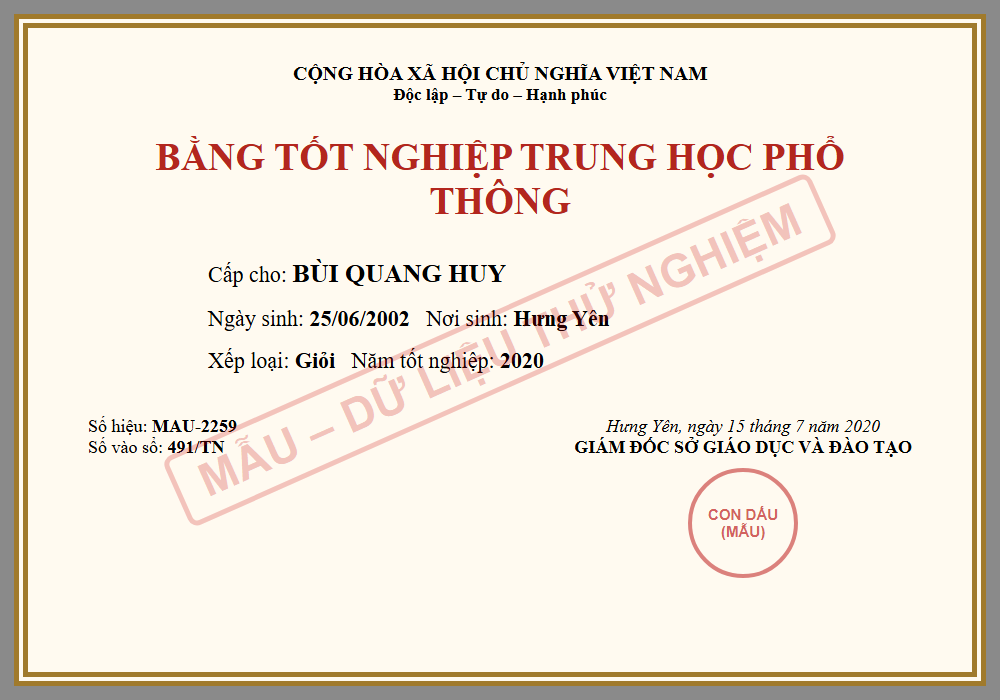 CỘNG HÒA XÃ HỘI CHỦ NGHĨA VIỆT NAM
Độc lập – Tự do – Hạnh phúc
BẰNG TỐT NGHIỆP TRUNG HỌC PHỔ
THÔNG
Cấp cho: BÙI QUANG HUY
Ngày sinh: 25/06/2002 Nơi sinh: Hưng Yên
Xếp loại: Giỏi Năm tốt nghiệp: 2020
MẪU – DỮ LIỆU THỬ NGHIỆM
Số hiệu: MAU-2259
Số vào sổ: 491/TN
Hưng Yên, ngày 15 tháng 7 năm 2020
GIÁM ĐỐC SỞ GIÁO DỤC VÀ ĐÀO TẠO
CON DẤU
(MẪU)